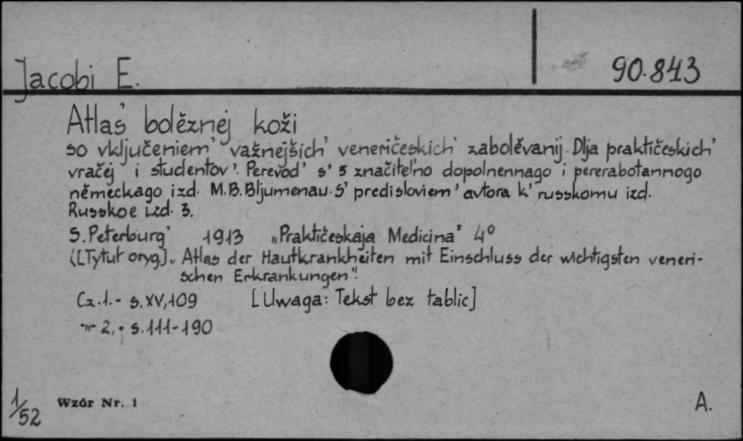 90.843
Jacobi E.
Atlas' bolěznej koži
so vključeniem' važnejšich' veneričeskich' zabolěvanij. Dlja praktičeskich'
vračej' i studentov'. Perevod' s' 5 značitel'no dopolnennago i pererabotannogo
německago izd. M.B. Bljumenau. S' predisloviem' avtora k' russkomu izd.
Russkoe izd. 3.
S. Peterburg' 1913 „Praktičeskaja Medicina" 4°
{[Tytuł oryg.] „Atlas der Hautkrankheiten mit Einschluss der wichtigsten veneri-
schen Erkrankungen".
Cz. 1. - s. XV, 109 [Uwaga: Tekst bez tablic]
-"- 2, - s. 111-190
1/52
Wzór Nr. 1
A.